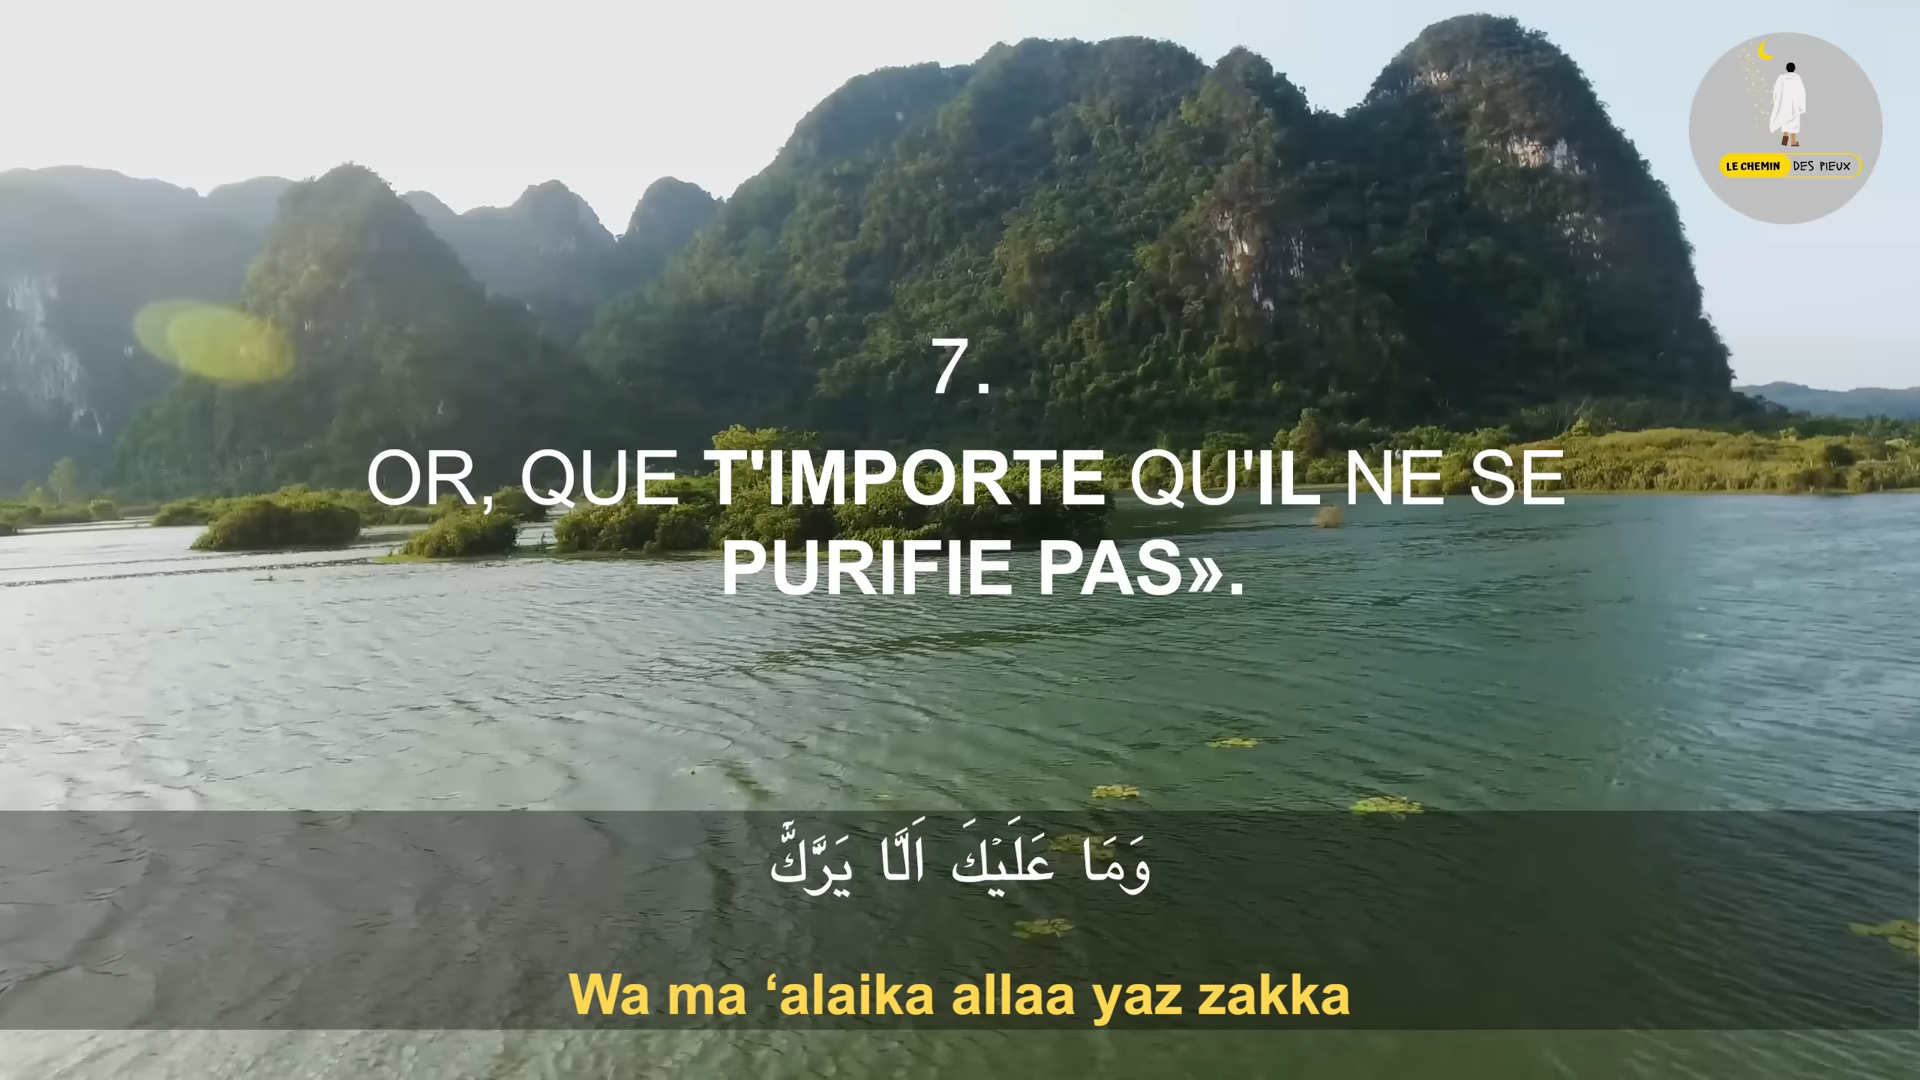 LE CHEMIN DES PIEUX
7.
OR, QUE T'IMPORTE QU'IL NE SE
PURIFIE PAS».
وَمَا عَلَيْكَ اَلَّا يَزَّكّٰىۗ
Wa ma ‘alaika allaa yaz zakka